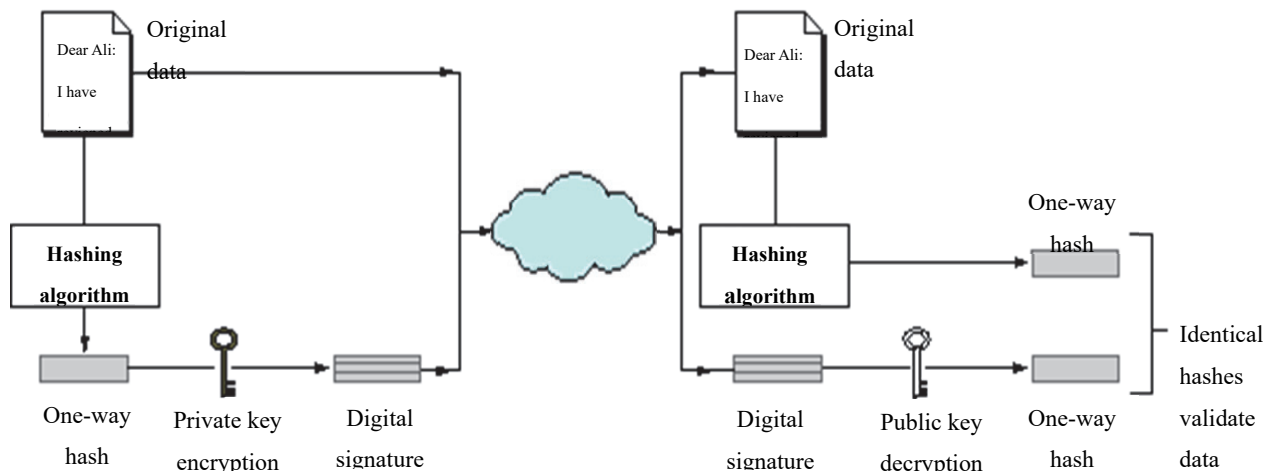 Dear Ali:
I have
Original
data
Hashing
algorithm
One-way
hash
Private key
encryption
Digital
signature
Dear Ali:
I have
Original
data
Hashing
algorithm
One-way
hash
Digital
signature
Public key
decryption
One-way
hash
Identical
hashes
validate
data